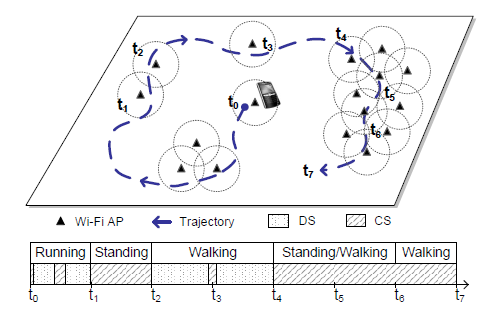 t4
t2
t3
t1
t0
t5
t6
t7
Wi-Fi AP Trajectory DS CS
Running Standing Walking Standing/Walking Walking
t0 t1 t2 t3 t4 t5 t6 t7